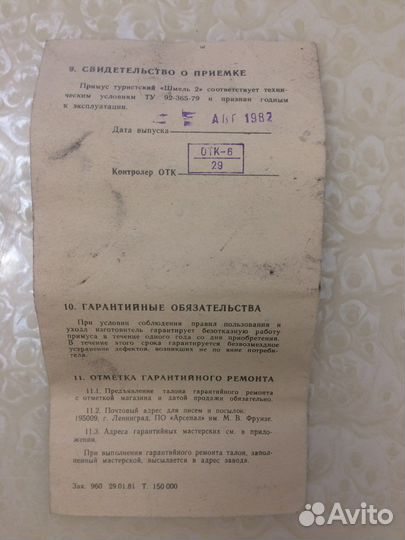 9. СВИДЕТЕЛЬСТВО О ПРИЕМКЕ
Примус туристский «Шмель 2» соответствует техни-
ческим условиям ТУ 92-365-79 и признан годным
к эксплуатации.
АВГ 1982
Дата выпуска
ОТК-6
Контролер ОТК
29
10. ГАРАНТИЙНЫЕ ОБЯЗАТЕЛЬСТВА
При условии соблюдения правил пользования и
ухода изготовитель гарантирует безотказную работу
примуса в течение одного года со дня приобретения.
В течение этого срока гарантируется безвозмездное
устранение дефектов, возникших не по вине потреби-
теля.
11. ОТМЕТКА ГАРАНТИЙНОГО РЕМОНТА
11.1. Предъявление талона гарантийного ремонта
с отметкой магазина и датой продажи обязательно.
11.2. Почтовый адрес для писем и посылок:
195009, г. Ленинград, ПО «Арсенал» им. М. В. Фрунзе.
11.3. Адреса гарантийных мастерских см. в прило-
жении.
При выполнении гарантийного ремонта талон, запол-
ненный мастерской, высылается в адрес завода.
Зак. 960 29.01.81 Т. 150 000
Avito